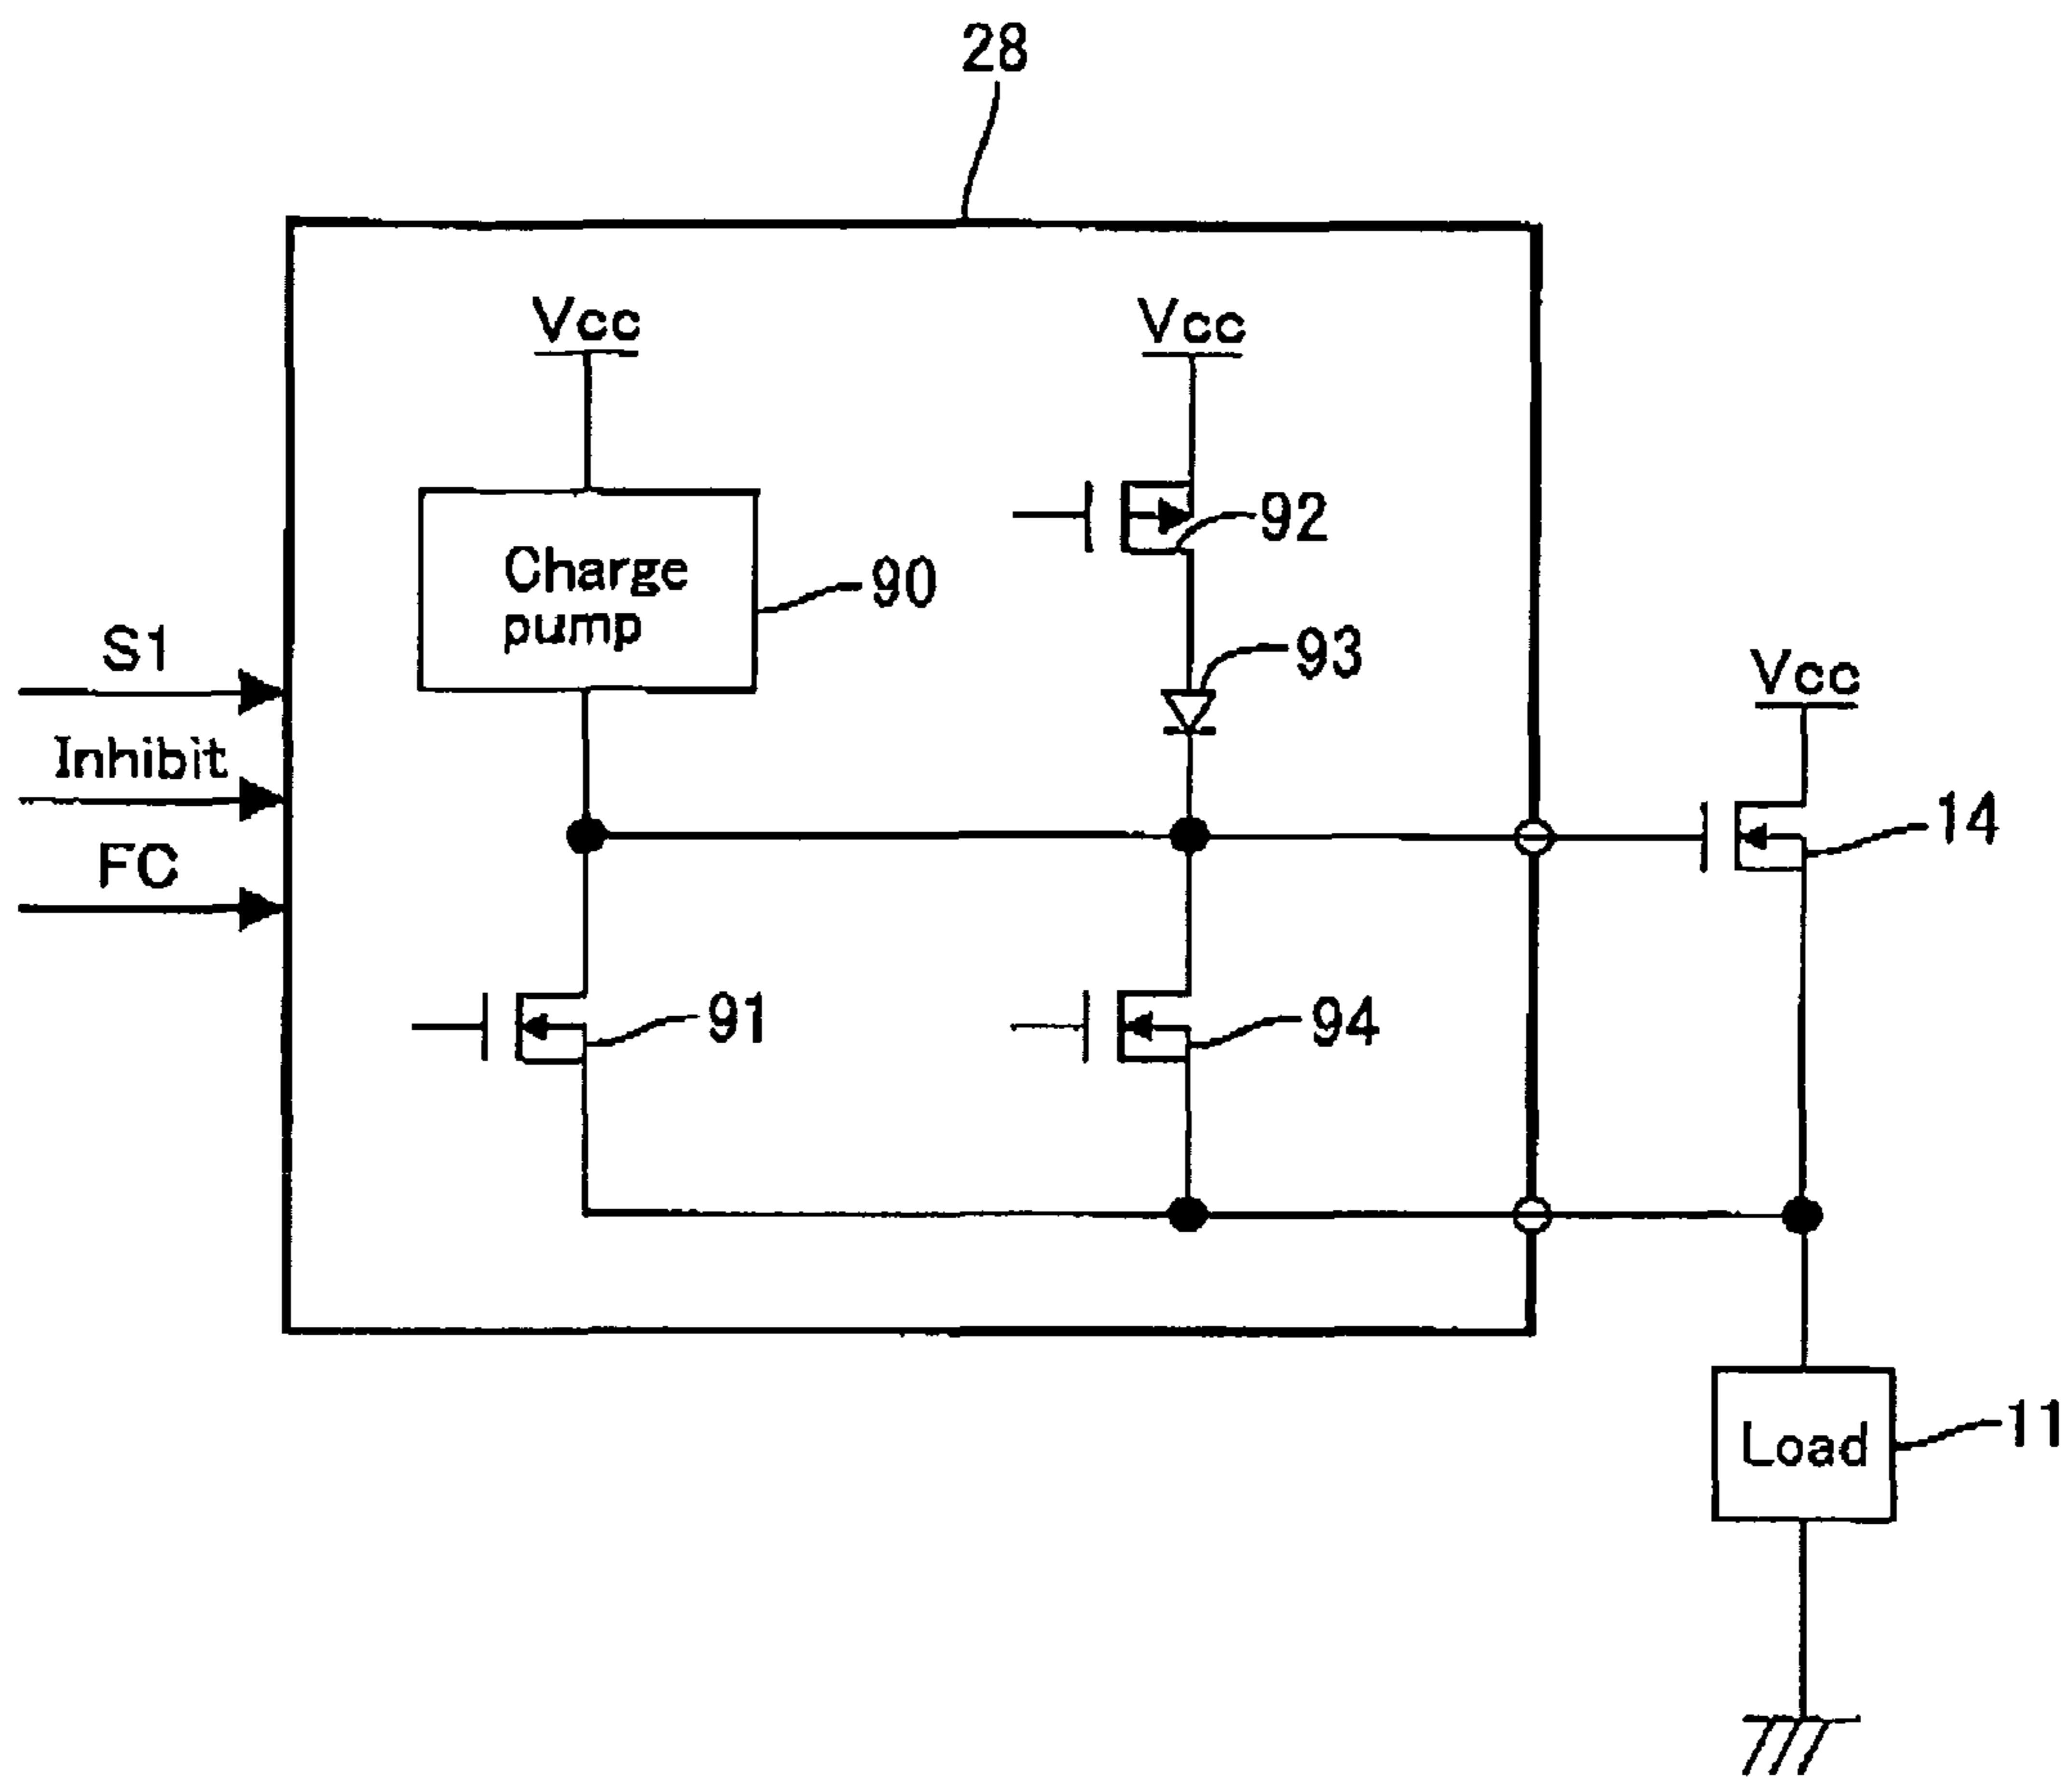 28
Vcc
Vcc
92
Charge
pump
90
S1
93
Vcc
Inhibit
14
FC
91
94
11
Load